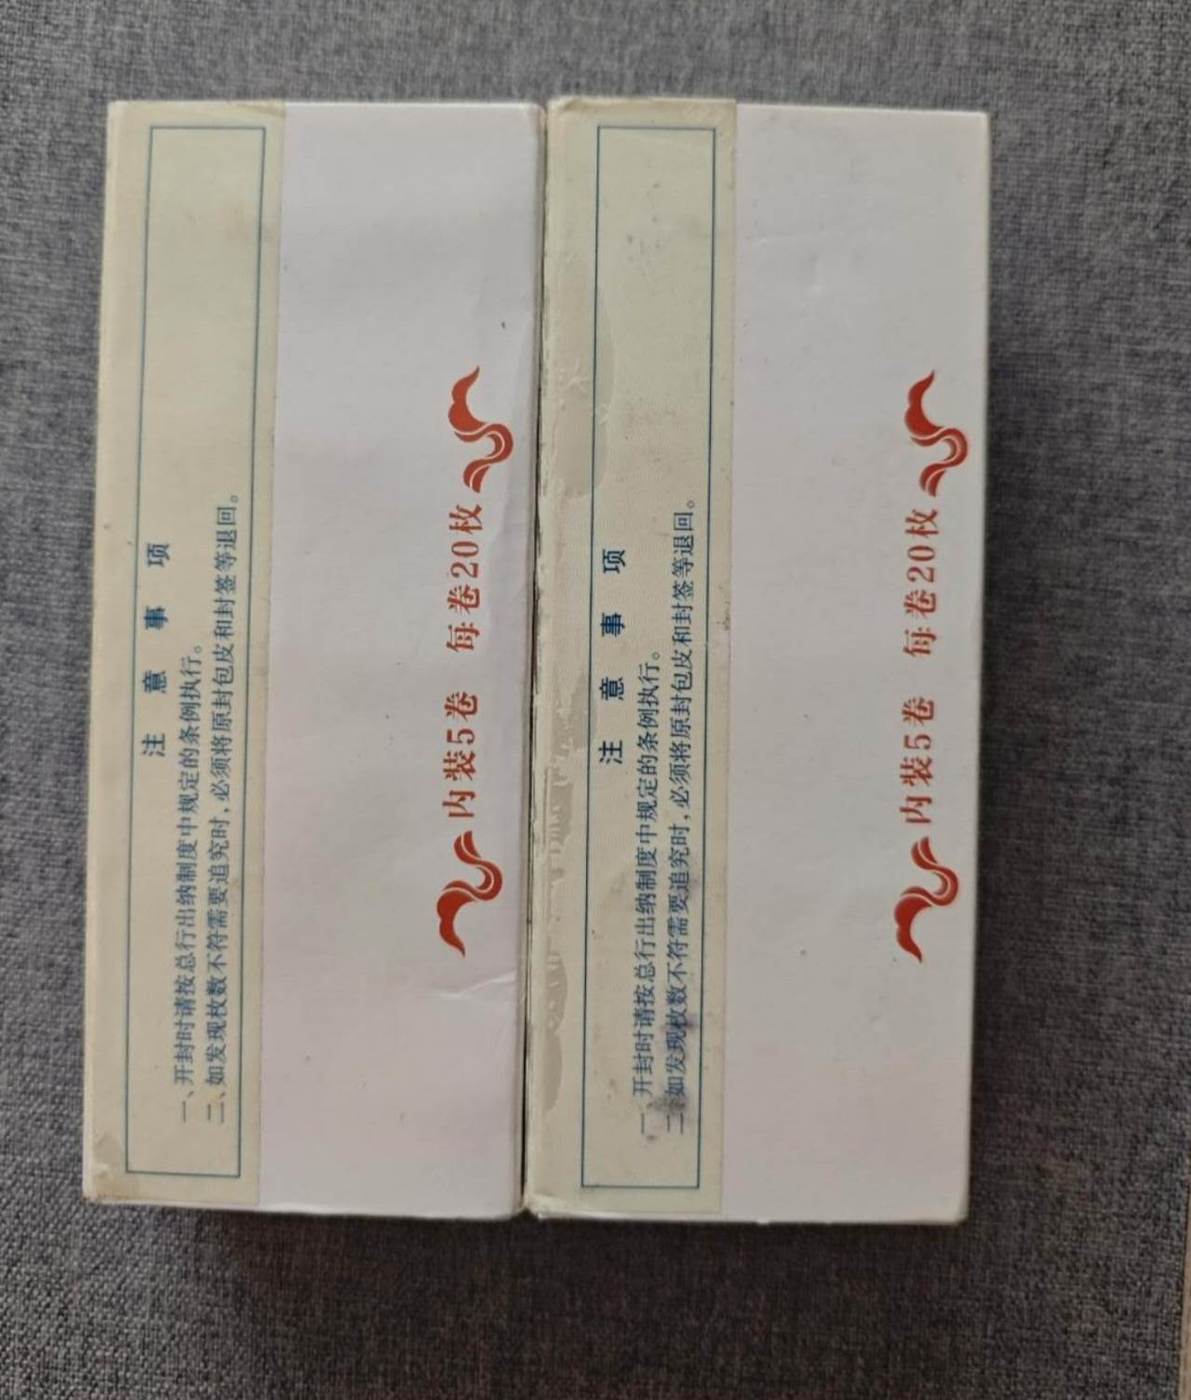 注意事项
一、开封时请按总行出纳制度中规定的条例执行。
二、如发现枚数不符需要追究时,必须将原封包皮和封签等退回。
内装5卷 每卷20枚
注意事项
一、开封时请按总行出纳制度中规定的条例执行。
二、如发现枚数不符需要追究时,必须将原封包皮和封签等退回。
内装5卷 每卷20枚